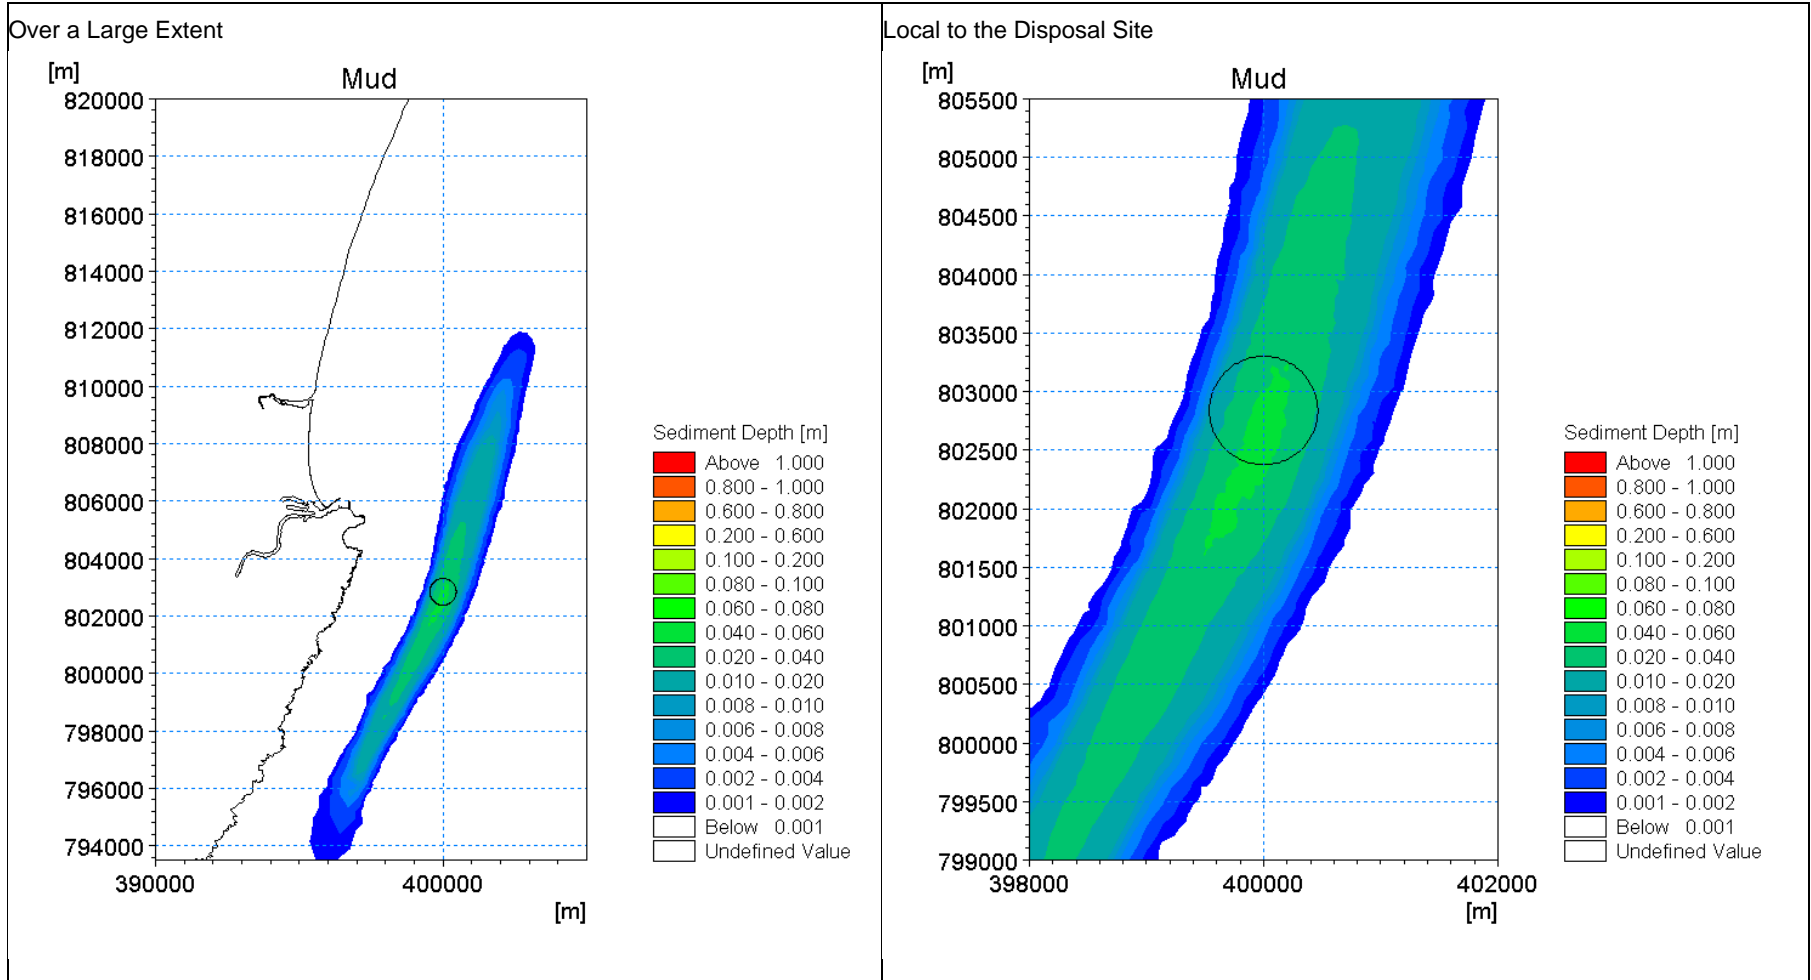 Over a Large Extent
[m]
Mud
820000
818000
816000
814000
812000
810000
808000
806000
804000
802000
800000
798000
796000
794000
390000 400000
[m]
Sediment Depth [m]
Above 1.000
0.800 - 1.000
0.600 - 0.800
0.200 - 0.600
0.100 - 0.200
0.080 - 0.100
0.060 - 0.080
0.040 - 0.060
0.020 - 0.040
0.010 - 0.020
0.008 - 0.010
0.006 - 0.008
0.004 - 0.006
0.002 - 0.004
0.001 - 0.002
Below 0.001
Undefined Value
Local to the Disposal Site
[m]
Mud
805500
805000
804500
804000
803500
803000
802500
802000
801500
801000
800500
800000
799500
799000
398000 400000 402000
[m]
Sediment Depth [m]
Above 1.000
0.800 - 1.000
0.600 - 0.800
0.200 - 0.600
0.100 - 0.200
0.080 - 0.100
0.060 - 0.080
0.040 - 0.060
0.020 - 0.040
0.010 - 0.020
0.008 - 0.010
0.006 - 0.008
0.004 - 0.006
0.002 - 0.004
0.001 - 0.002
Below 0.001
Undefined Value